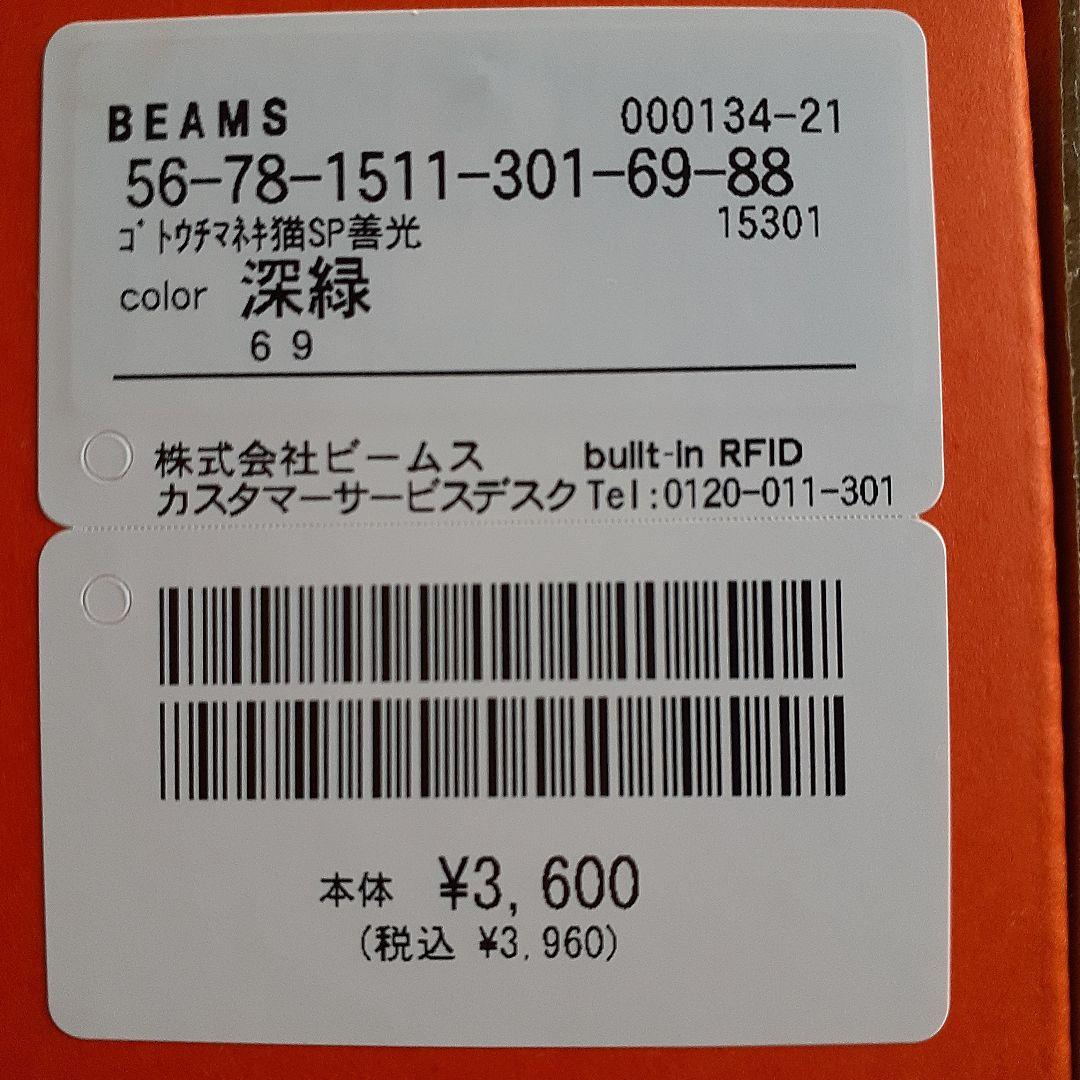 BEAMS 000134-21
56-78-1511-301-69-88
ｺﾞﾄｳﾁﾏﾈｷ猫SP善光 15301
color 深緑
69
株式会社ビームス built-in RFID
カスタマーサービスデスク Tel:0120-011-301
本体 ¥3,600
(税込 ¥3,960)